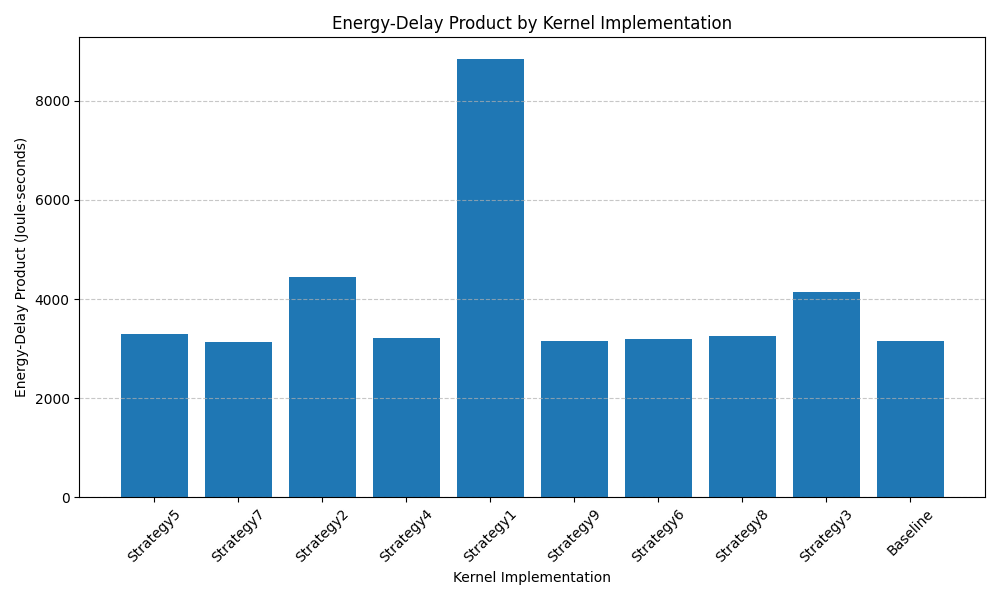 Energy-Delay Product by Kernel Implementation
Energy-Delay Product (Joule·seconds)
8000
6000
4000
2000
0
Strategy5
Strategy7
Strategy2
Strategy4
Strategy1
Strategy9
Strategy6
Strategy8
Strategy3
Baseline
Kernel Implementation